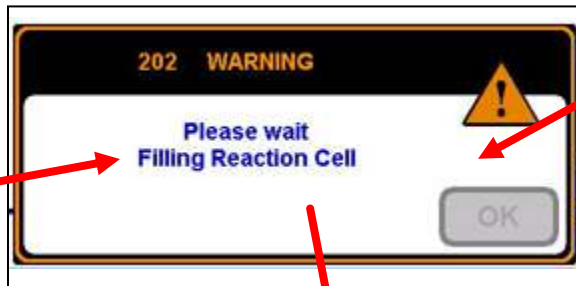 202 WARNING
!
Please wait
Filling Reaction Cell
OK